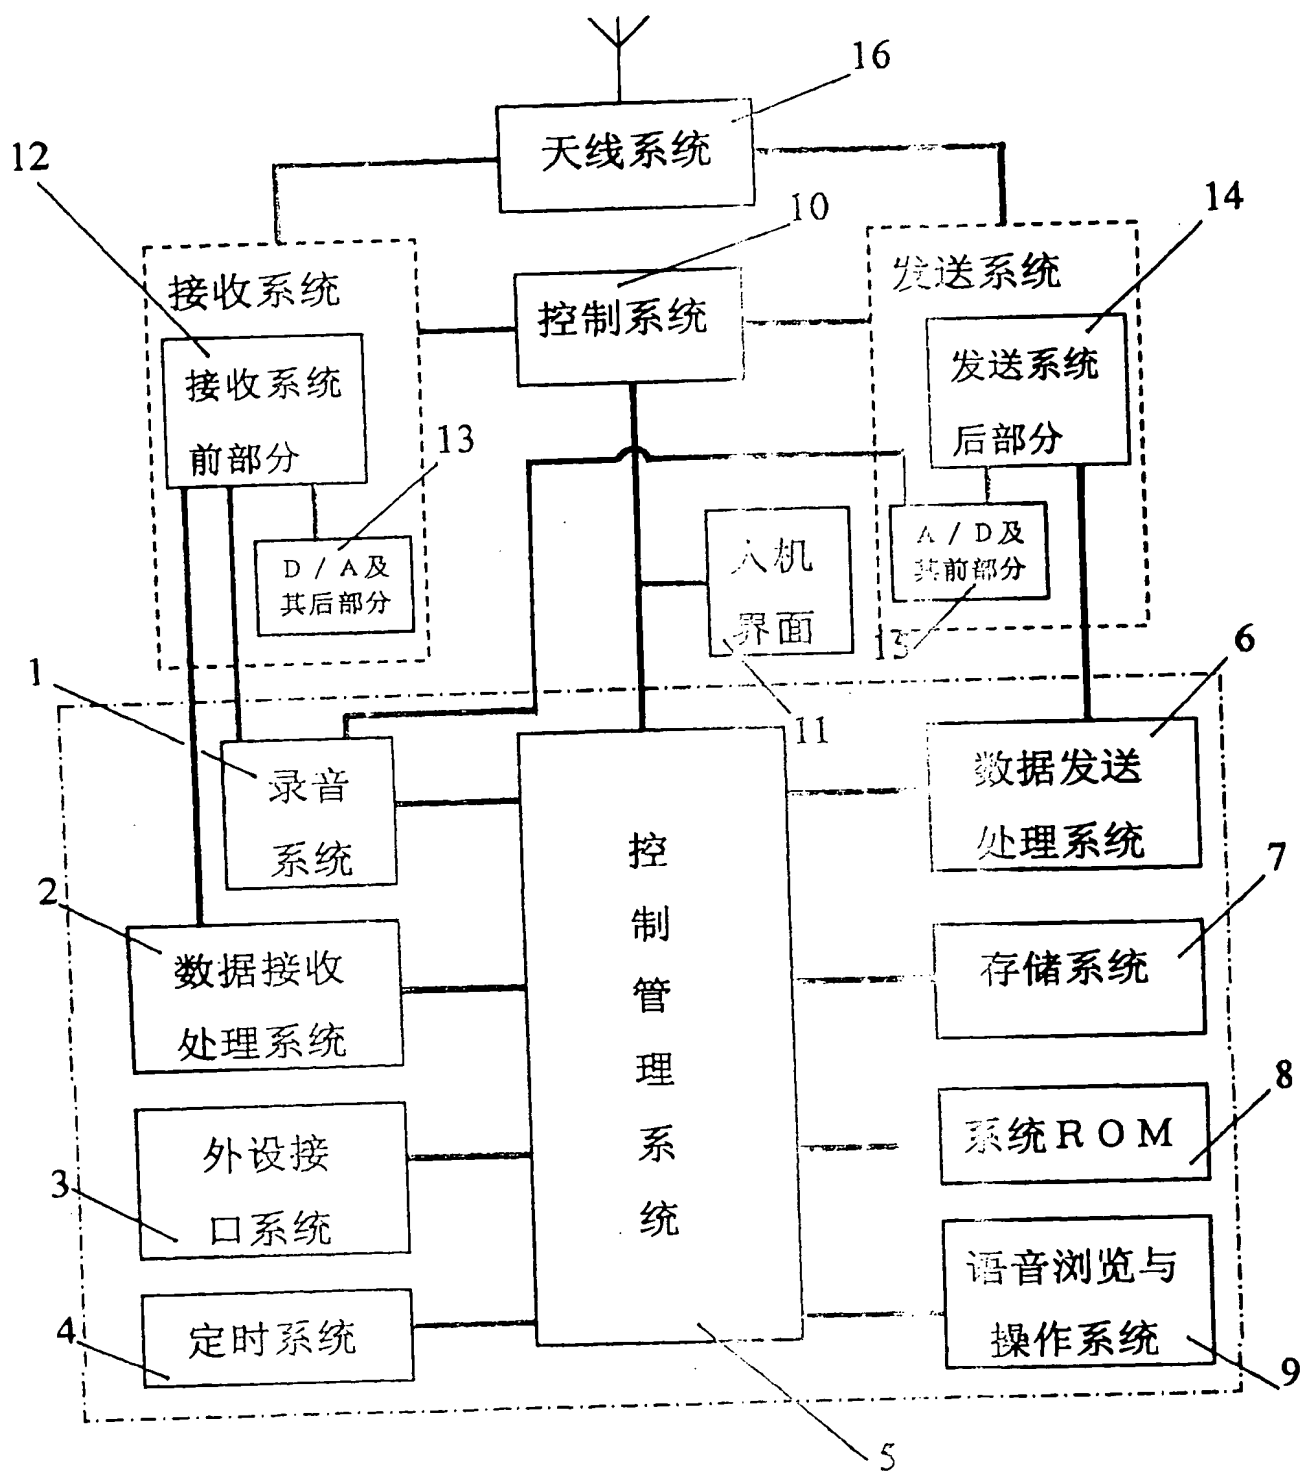 16
天线系统
12
10
14
接收系统
控制系统
发送系统
接收系统
前部分
发送系统
后部分
13
D/A及
其后部分
A/D及
其前部分
人机
界面
15
1
6
11
录音
系统
数据发送
处理系统
控
制
管
理
系
统
2
7
数据接收
处理系统
存储系统
8
外设接
口系统
系统ROM
3
语音浏览与
操作系统
4
定时系统
9
5